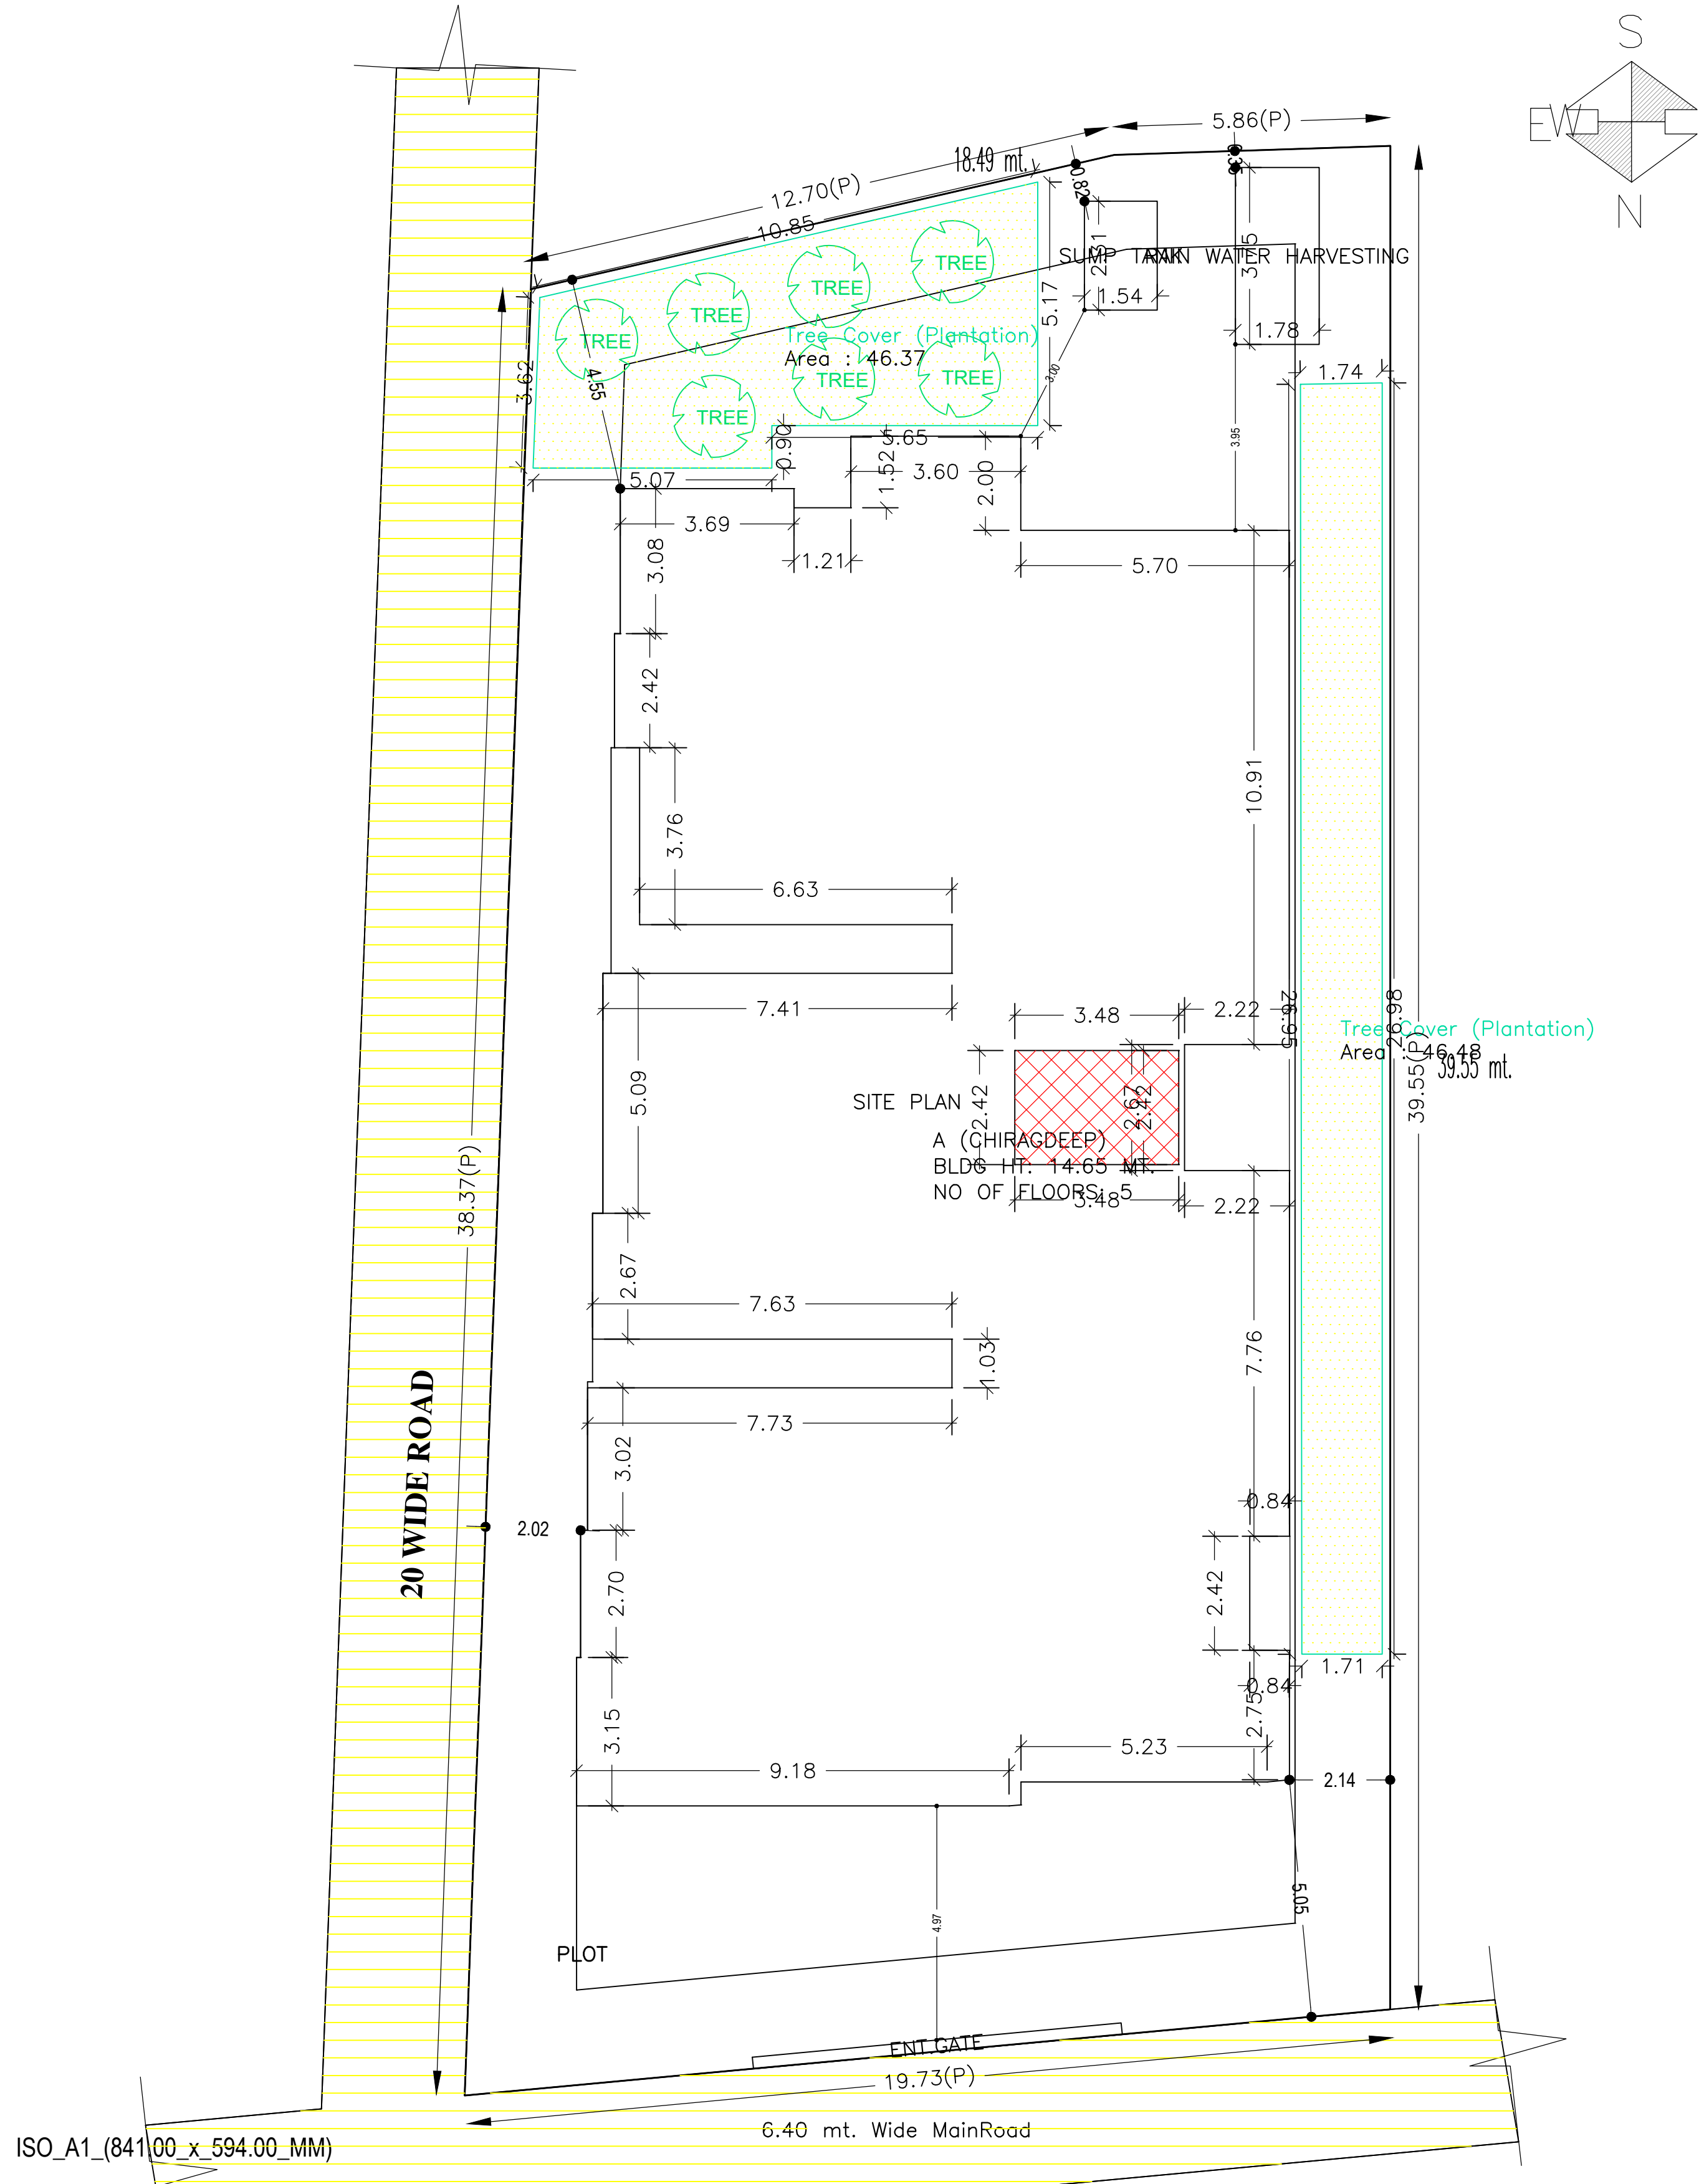 S
E W
N
5.86(P)
12.70(P)
18.49 mt.
10.85
0.82
2.31
3.75
SUMP TANK
RAIN WATER HARVESTING
1.54
1.78
5.17
3.00
3.95
TREE
TREE
TREE
TREE
TREE
TREE
TREE
Tree Cover (Plantation)
Area : 46.37
3.62
4.55
1.74
0.90
5.65
1.52
3.60
2.00
5.07
3.69
1.21
3.08
5.70
2.42
10.91
3.76
6.63
7.41
3.48
2.22
26.95
26.98
39.55(P)
Tree Cover (Plantation)
Area : 46.48
39.55 mt.
5.09
SITE PLAN
2.42
2.67
2.42
A (CHIRAGDEEP)
BLDG HT. 14.65 MT.
NO OF FLOORS: 5
3.48
2.22
38.37(P)
2.67
7.63
1.03
7.76
7.73
3.02
20 WIDE ROAD
2.02
0.84
2.70
2.42
1.71
0.84
2.75
3.15
5.23
9.18
2.14
5.05
4.97
PLOT
ENT.GATE
19.73(P)
6.40 mt. Wide MainRoad
ISO_A1_(841.00_x_594.00_MM)